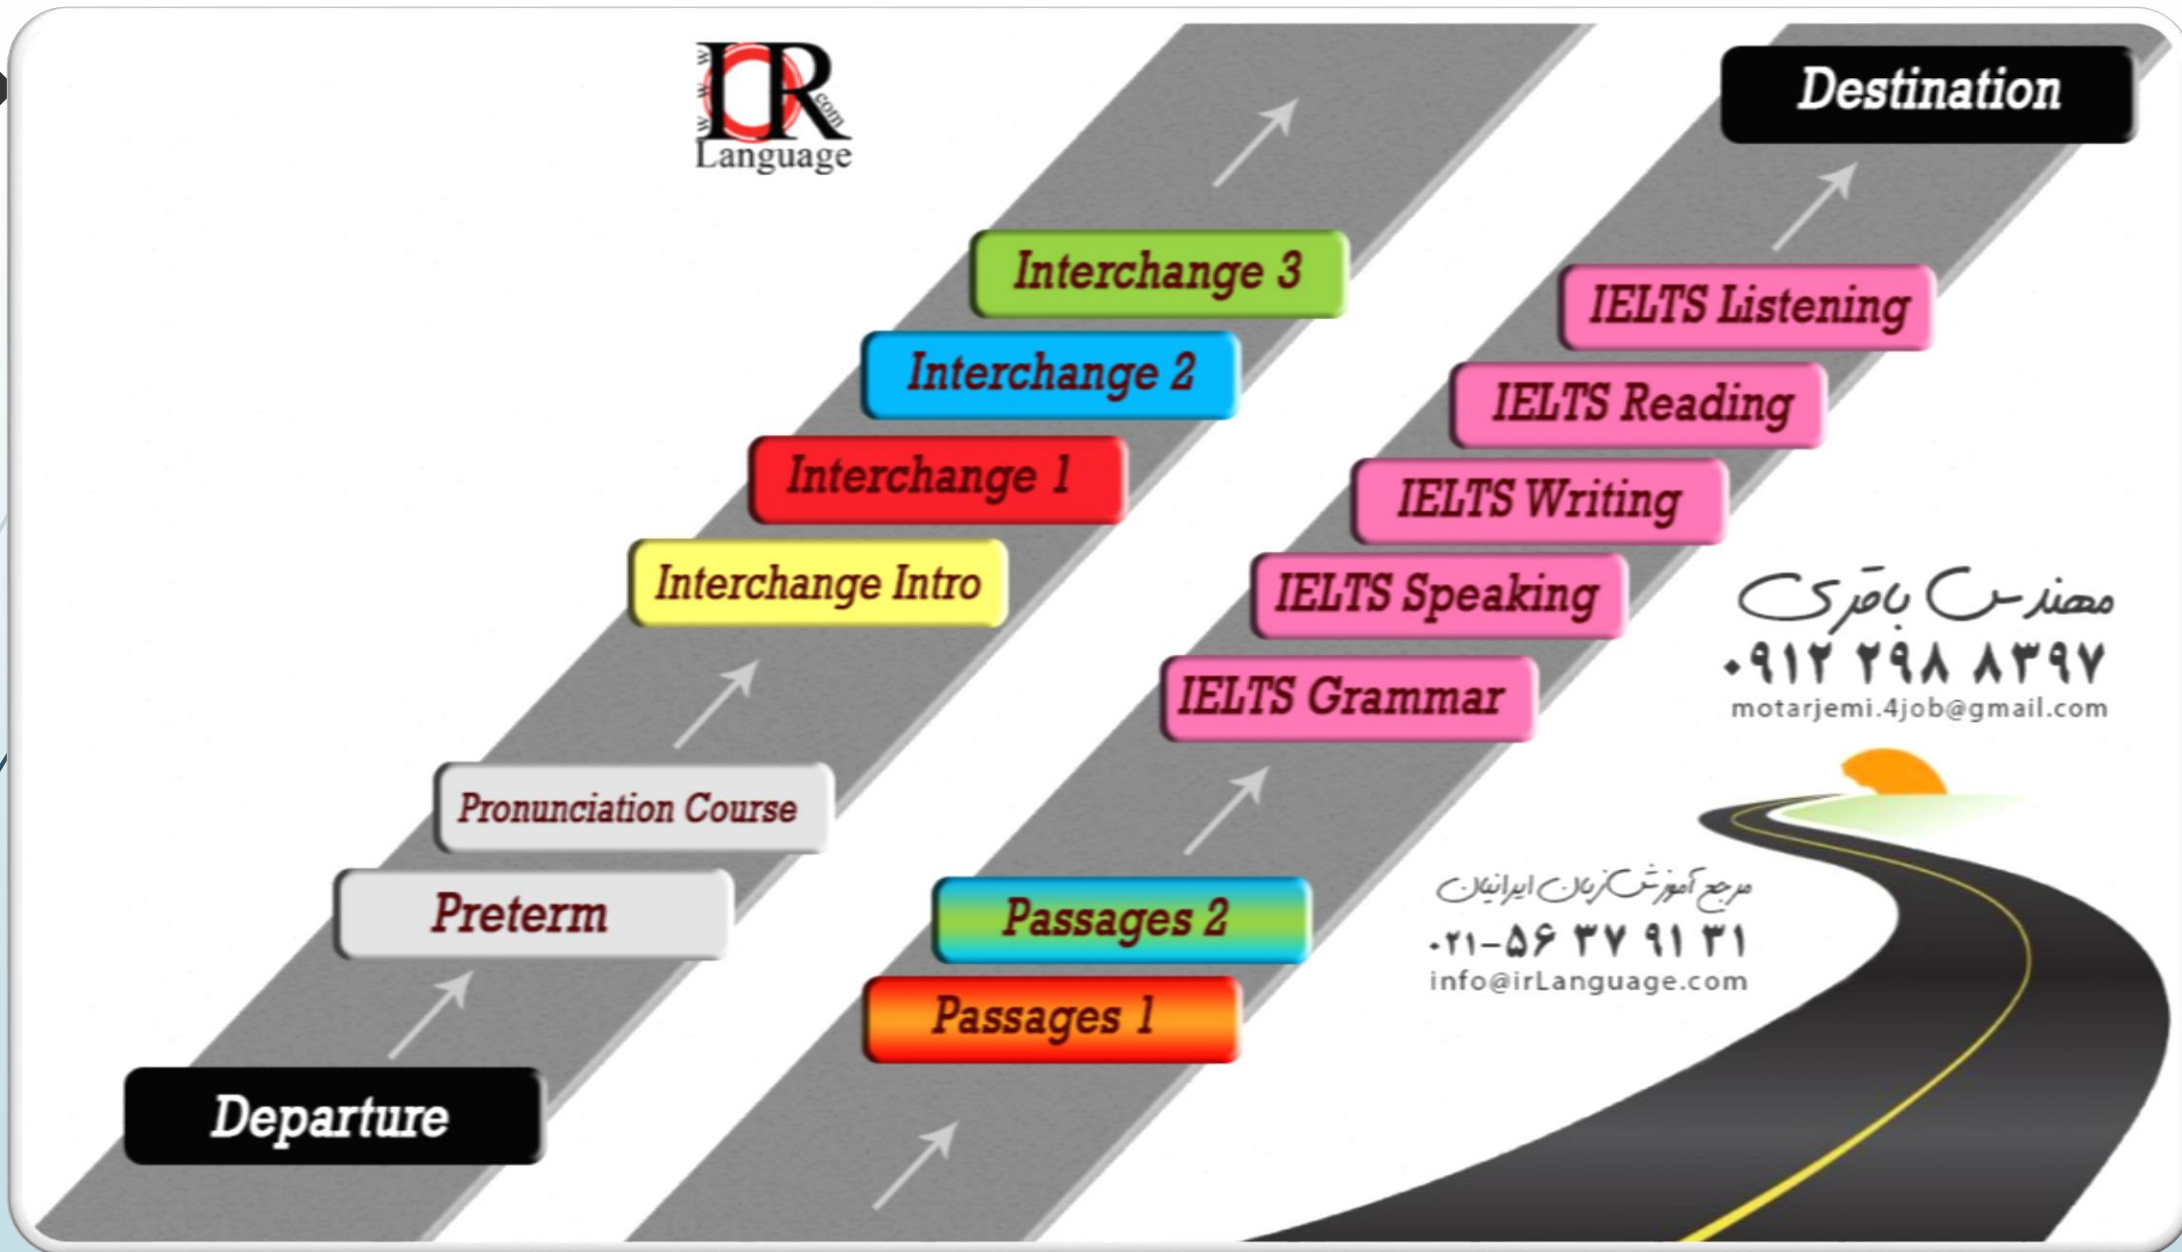 www.IR.com
Language
Destination
Interchange 3
Interchange 2
Interchange 1
Interchange Intro
Pronunciation Course
Preterm
Departure
IELTS Listening
IELTS Reading
IELTS Writing
IELTS Speaking
IELTS Grammar
Passages 2
Passages 1
مهندس باقری
۰۹۱۲ ۲۹۸ ۸۳۹۷
motarjemi.4job@gmail.com
مرجع آموزش زبان ایرانیان
۰۲۱-۵۶ ۳۷ ۹۱ ۳۱
info@irLanguage.com